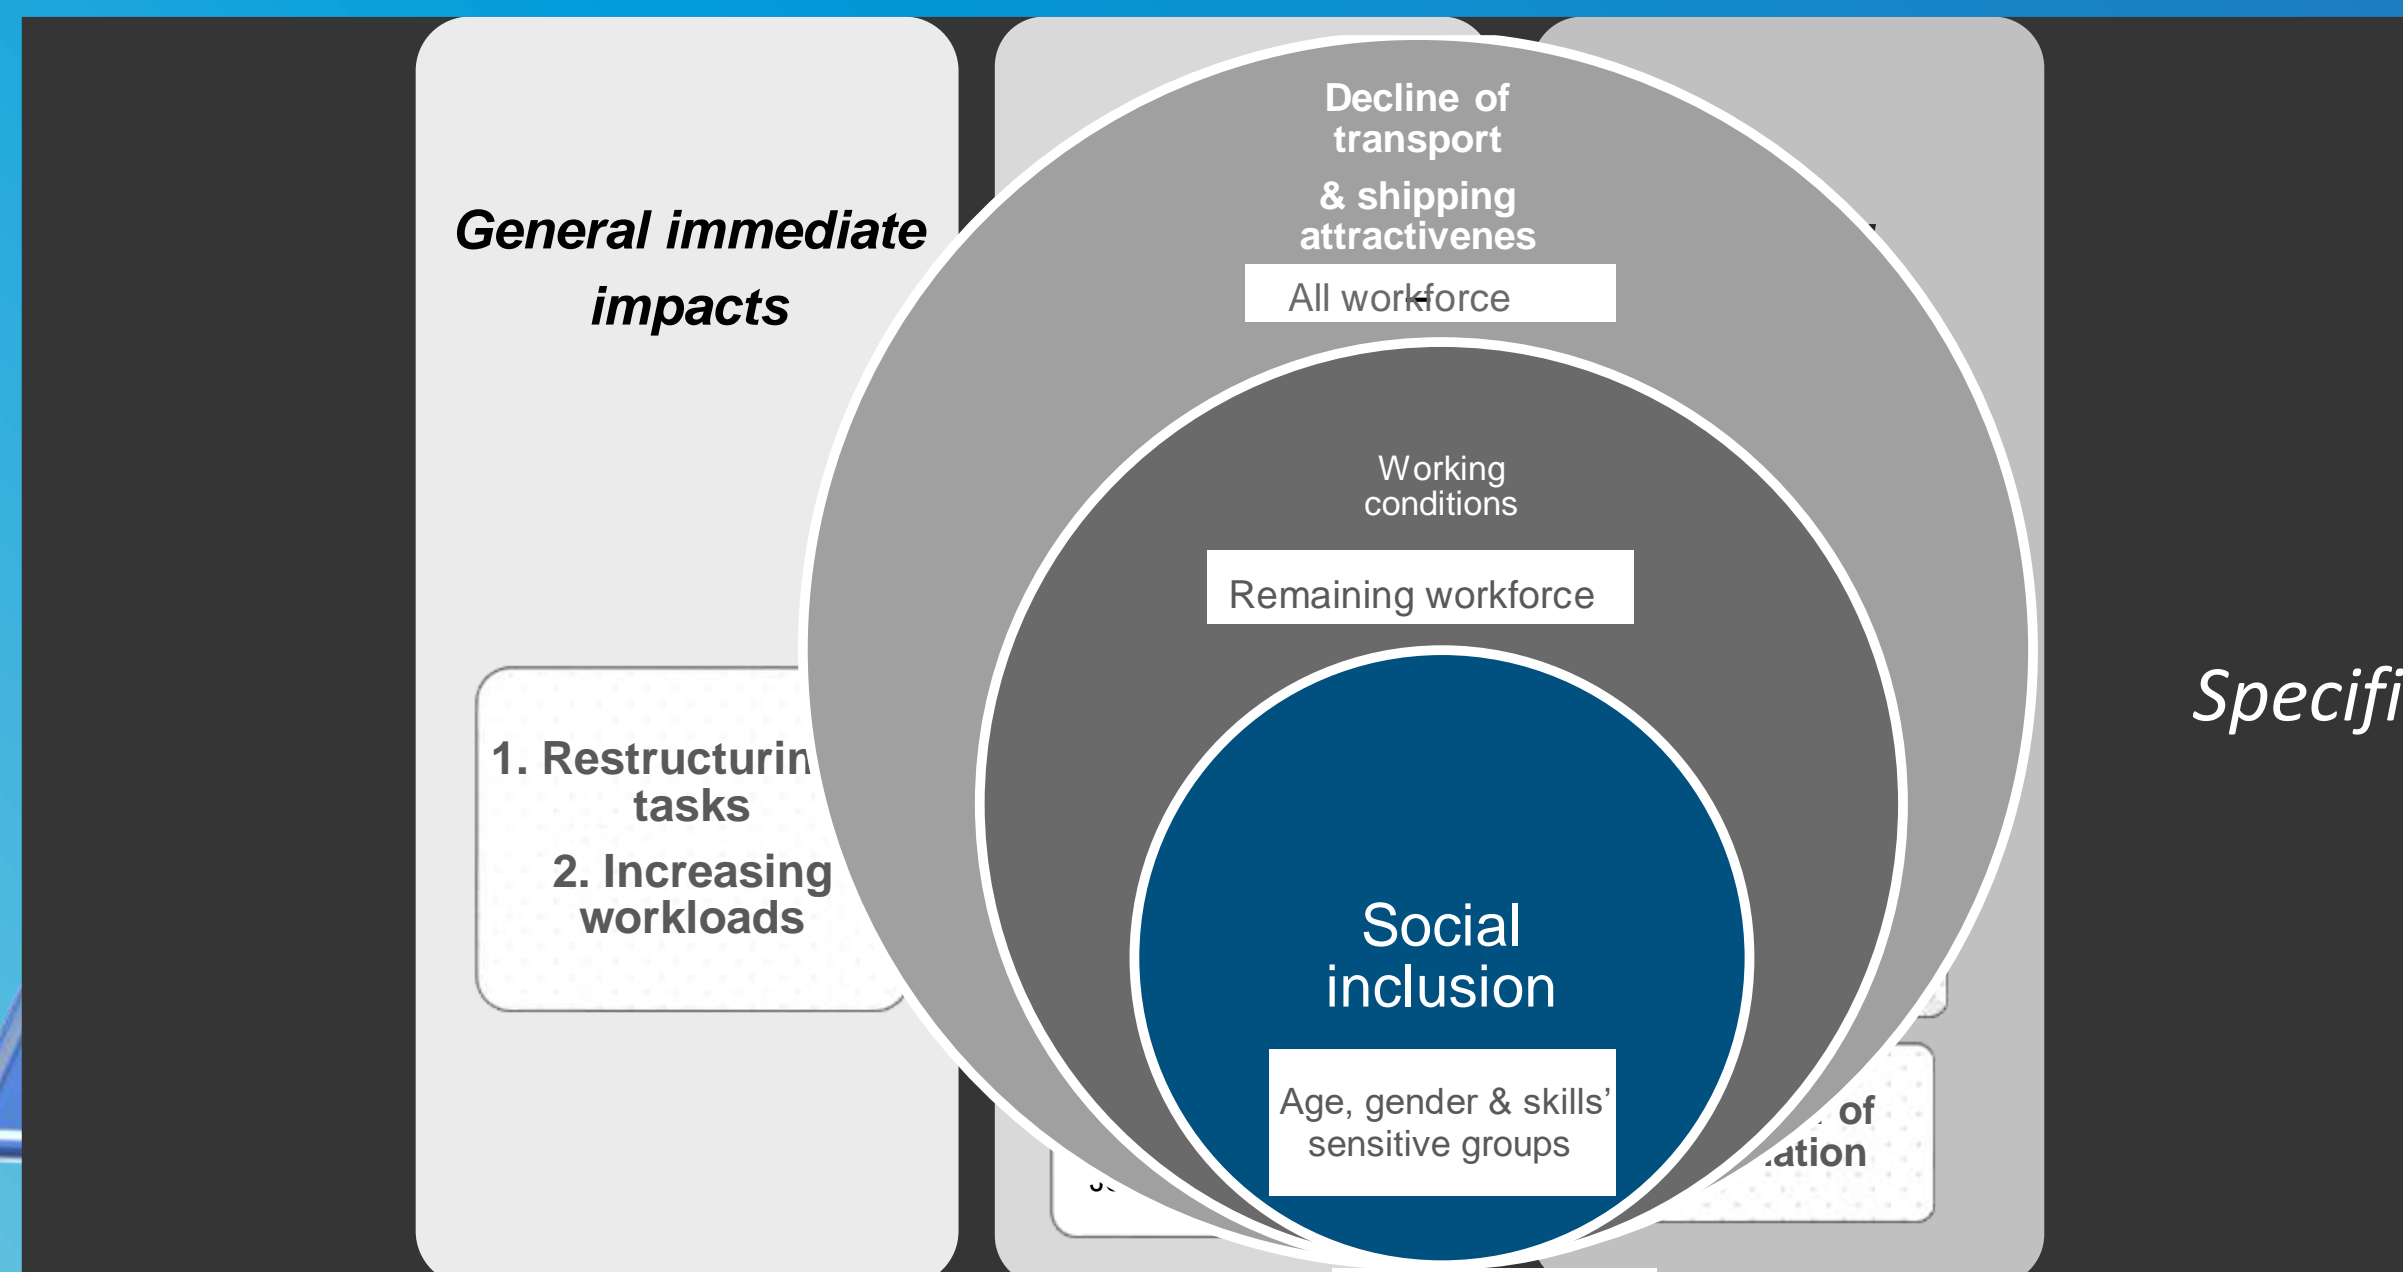 General immediate
impacts
1. Restructurin
tasks
2. Increasing
workloads
Decline of
transport
& shipping
attractivenes
All workforce
Working
conditions
Remaining workforce
Social
inclusion
Age, gender & skills’
sensitive groups
of
ation
Specifi